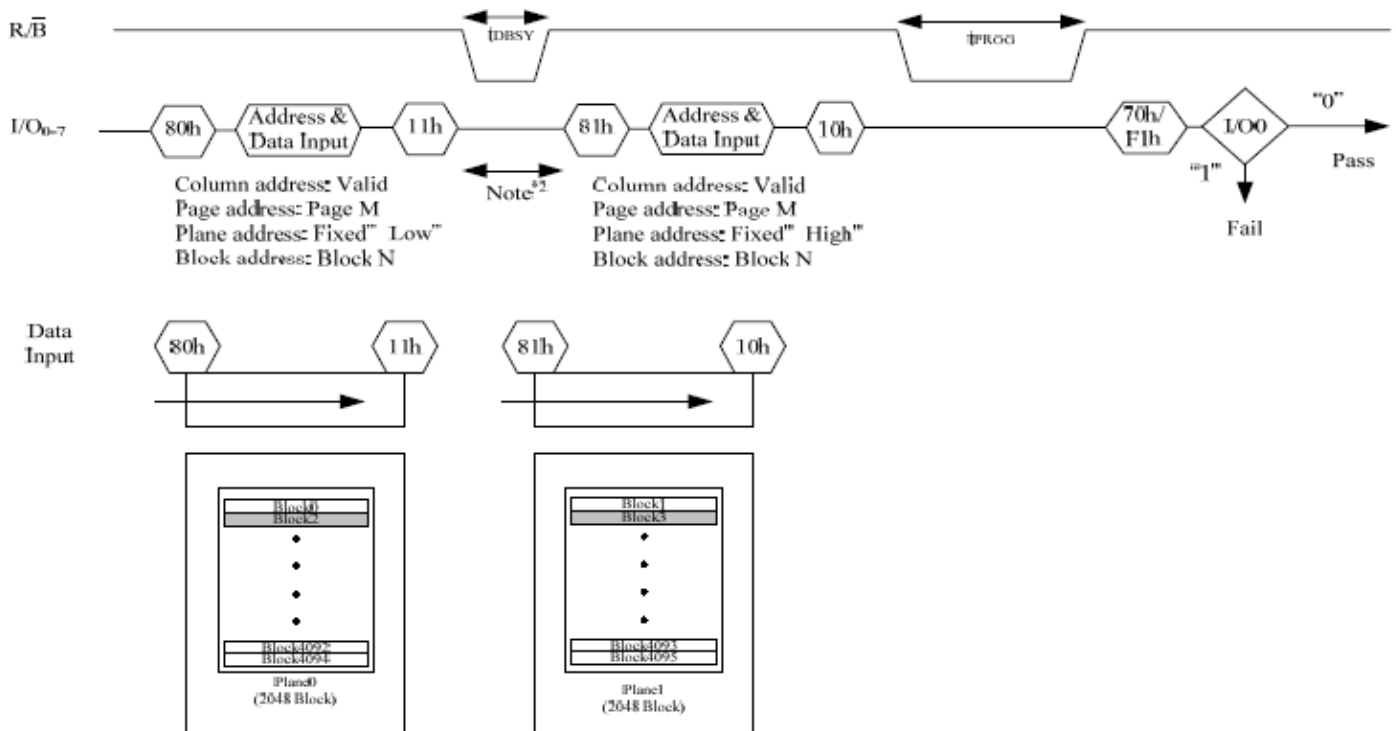 R/B
tDBSY
tPROG
I/O0~7
80h
Address &
Data Input
11h
81h
Address &
Data Input
10h
70h/
F1h
I/O0
"0"
Pass
"1"
Fail
Note*2
Column address: Valid
Page address: Page M
Plane address: Fixed" Low"
Block address: Block N
Column address: Valid
Page address: Page M
Plane address: Fixed" High"
Block address: Block N
Data
Input
80h
11h
81h
10h
Block0
Block2
Block4092
Block4094
Plane0
(2048 Block)
Block1
Block3
Block4093
Block4095
Plane1
(2048 Block)